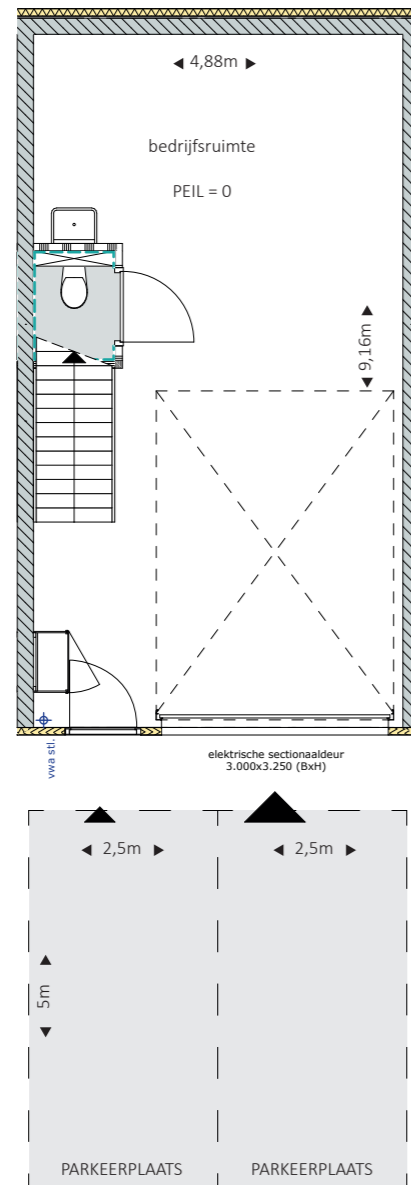 4,88m
bedrijfsruimte
PEIL = 0
9,16m
vwa stl.
elektrische sectionaaldeur
3.000x3.250 (BxH)
2,5m
2,5m
5m
PARKEERPLAATS
PARKEERPLAATS